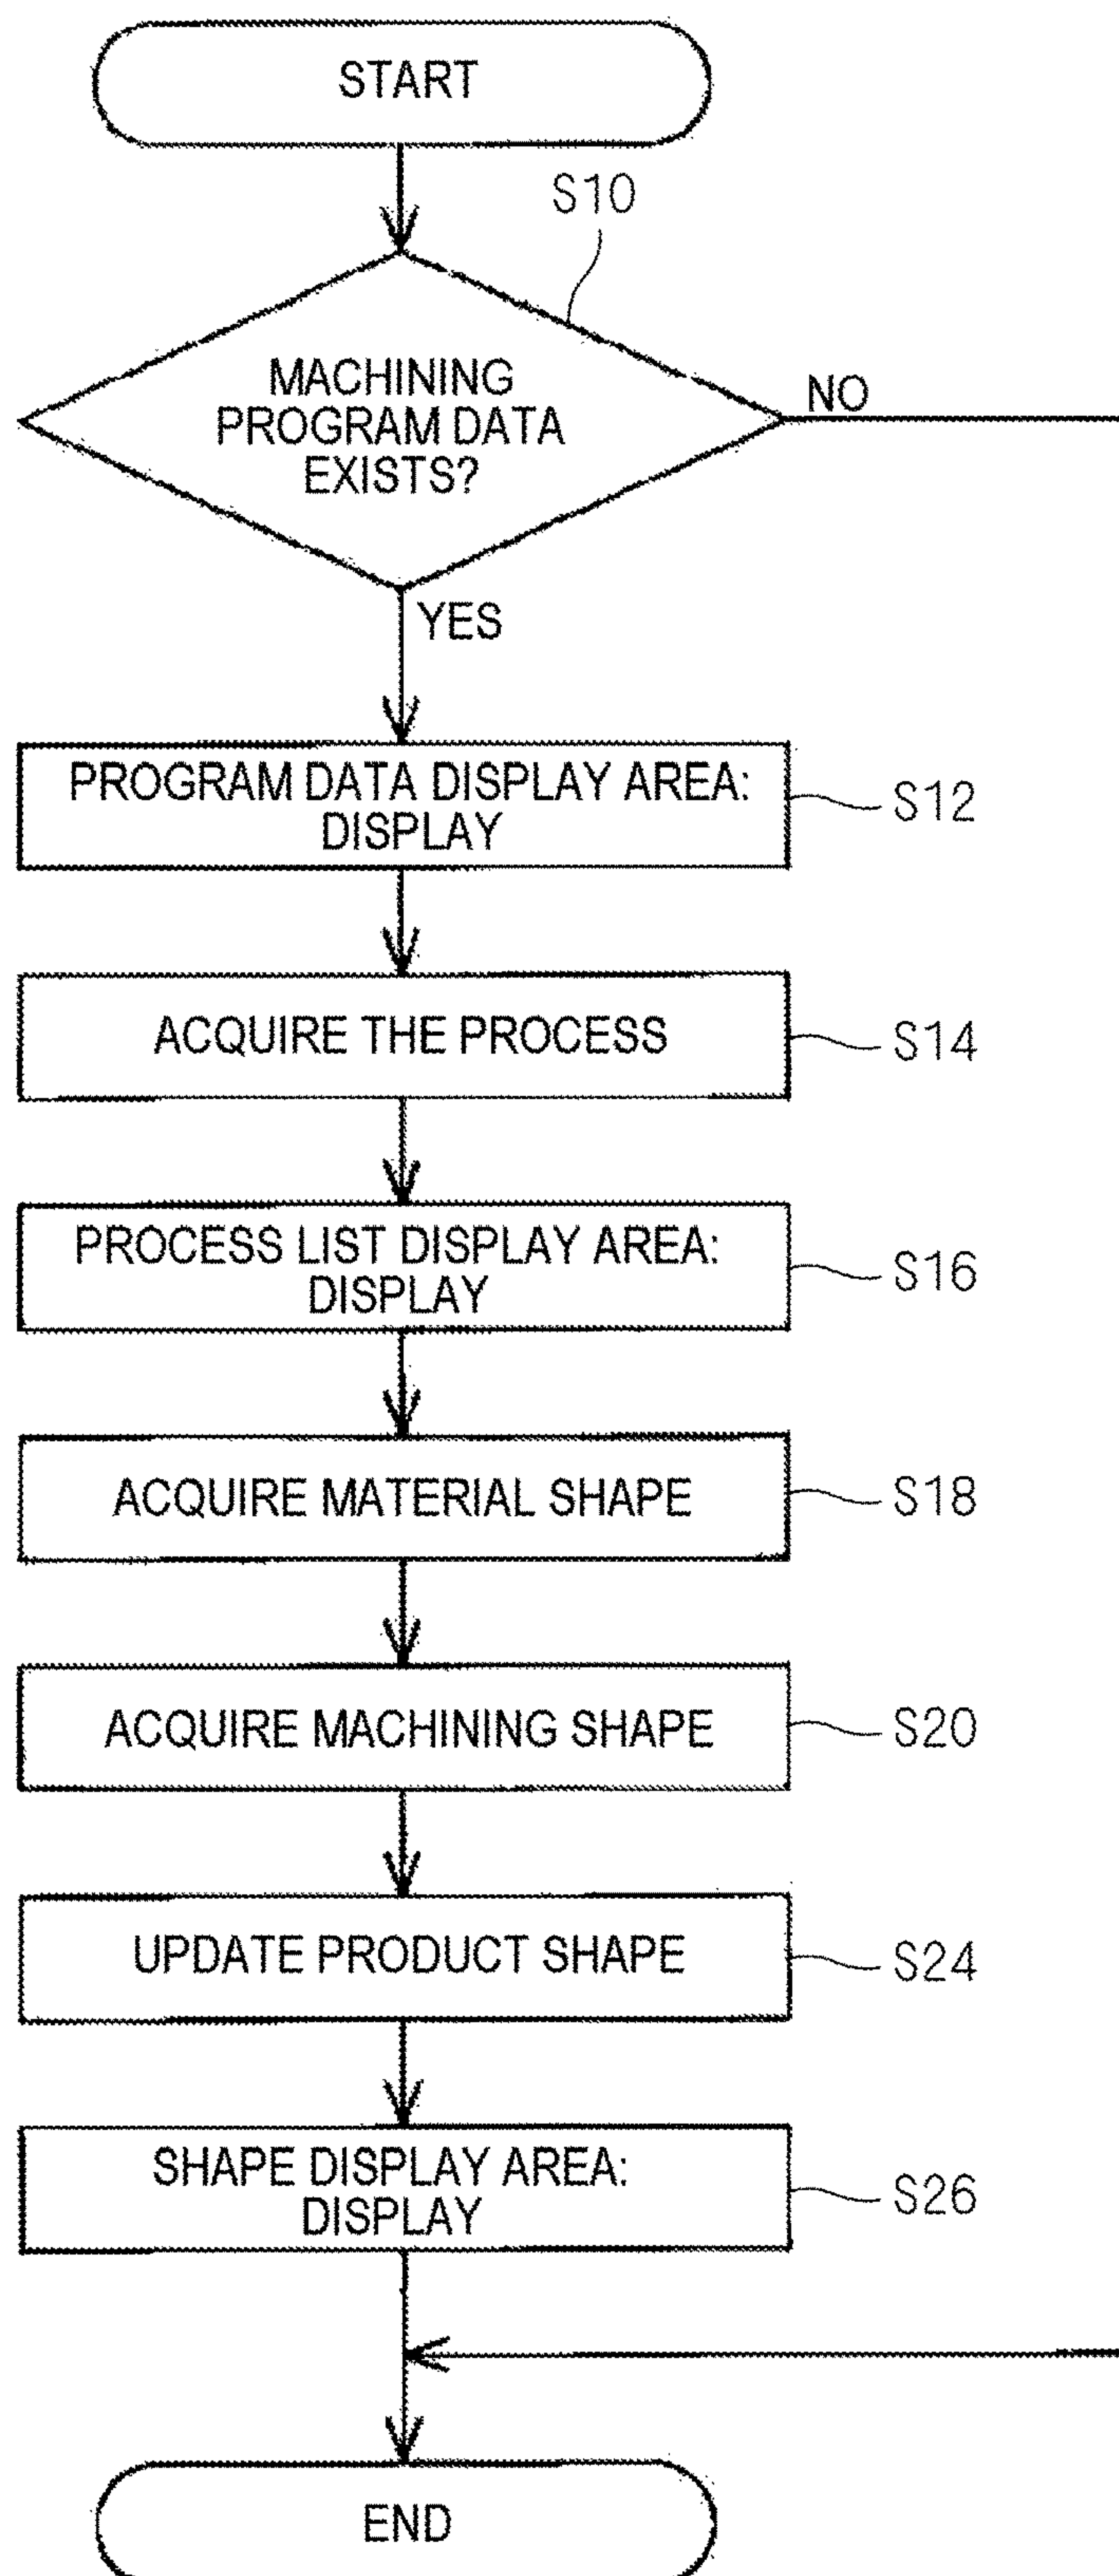 START
S10
MACHINING
PROGRAM DATA
EXISTS?
NO
YES
PROGRAM DATA DISPLAY AREA:
DISPLAY
S12
ACQUIRE THE PROCESS
S14
PROCESS LIST DISPLAY AREA:
DISPLAY
S16
ACQUIRE MATERIAL SHAPE
S18
ACQUIRE MACHINING SHAPE
S20
UPDATE PRODUCT SHAPE
S24
SHAPE DISPLAY AREA:
DISPLAY
S26
END